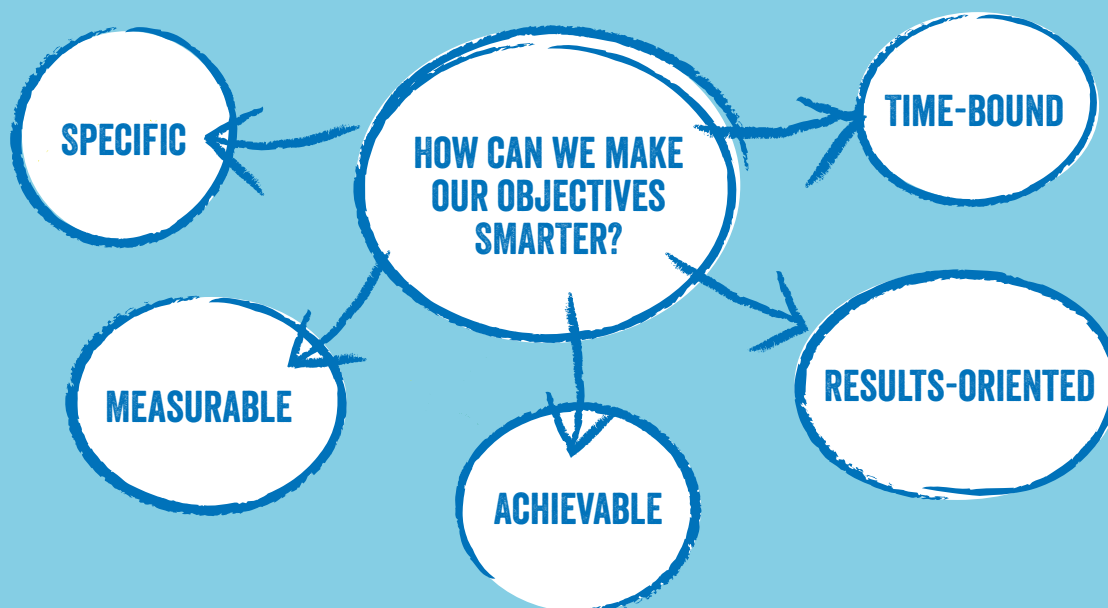 HOW CAN WE MAKE
OUR OBJECTIVES
SMARTER?
SPECIFIC
MEASURABLE
ACHIEVABLE
RESULTS-ORIENTED
TIME-BOUND